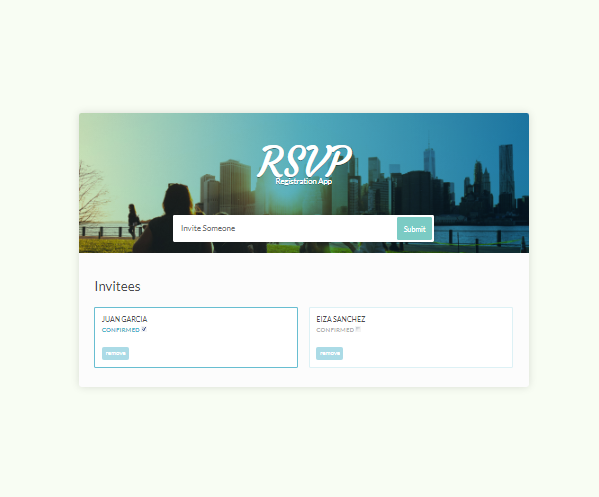 RSVP
Registration App
Invite Someone
Submit
Invitees
JUAN GARCIA
CONFIRMED
remove
EIZA SANCHEZ
CONFIRMED
remove